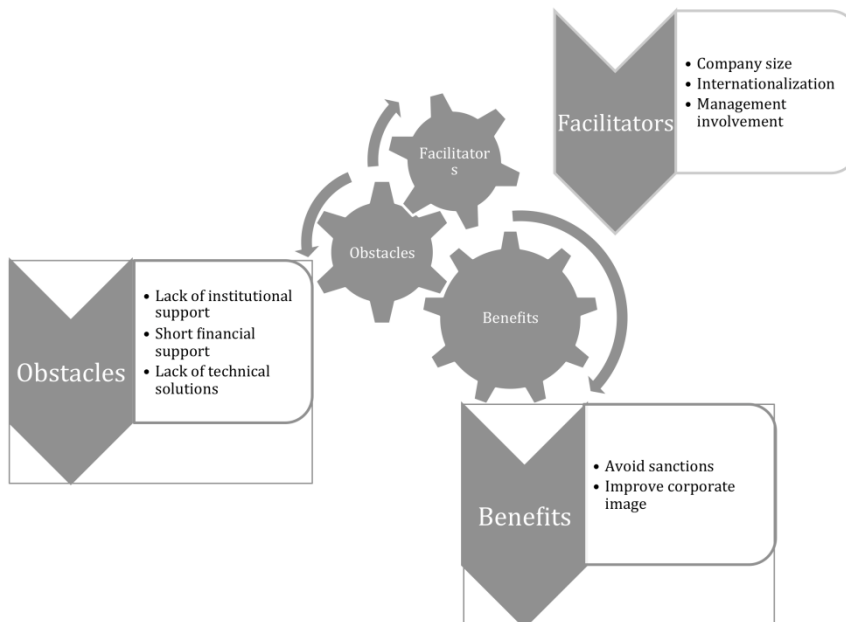 • Company size
• Internationalization
• Management
involvement
Facilitators
Facilitator
s
Obstacles
Benefits
Obstacles
• Lack of institutional
support
• Short financial
support
• Lack of technical
solutions
Benefits
• Avoid sanctions
• Improve corporate
image